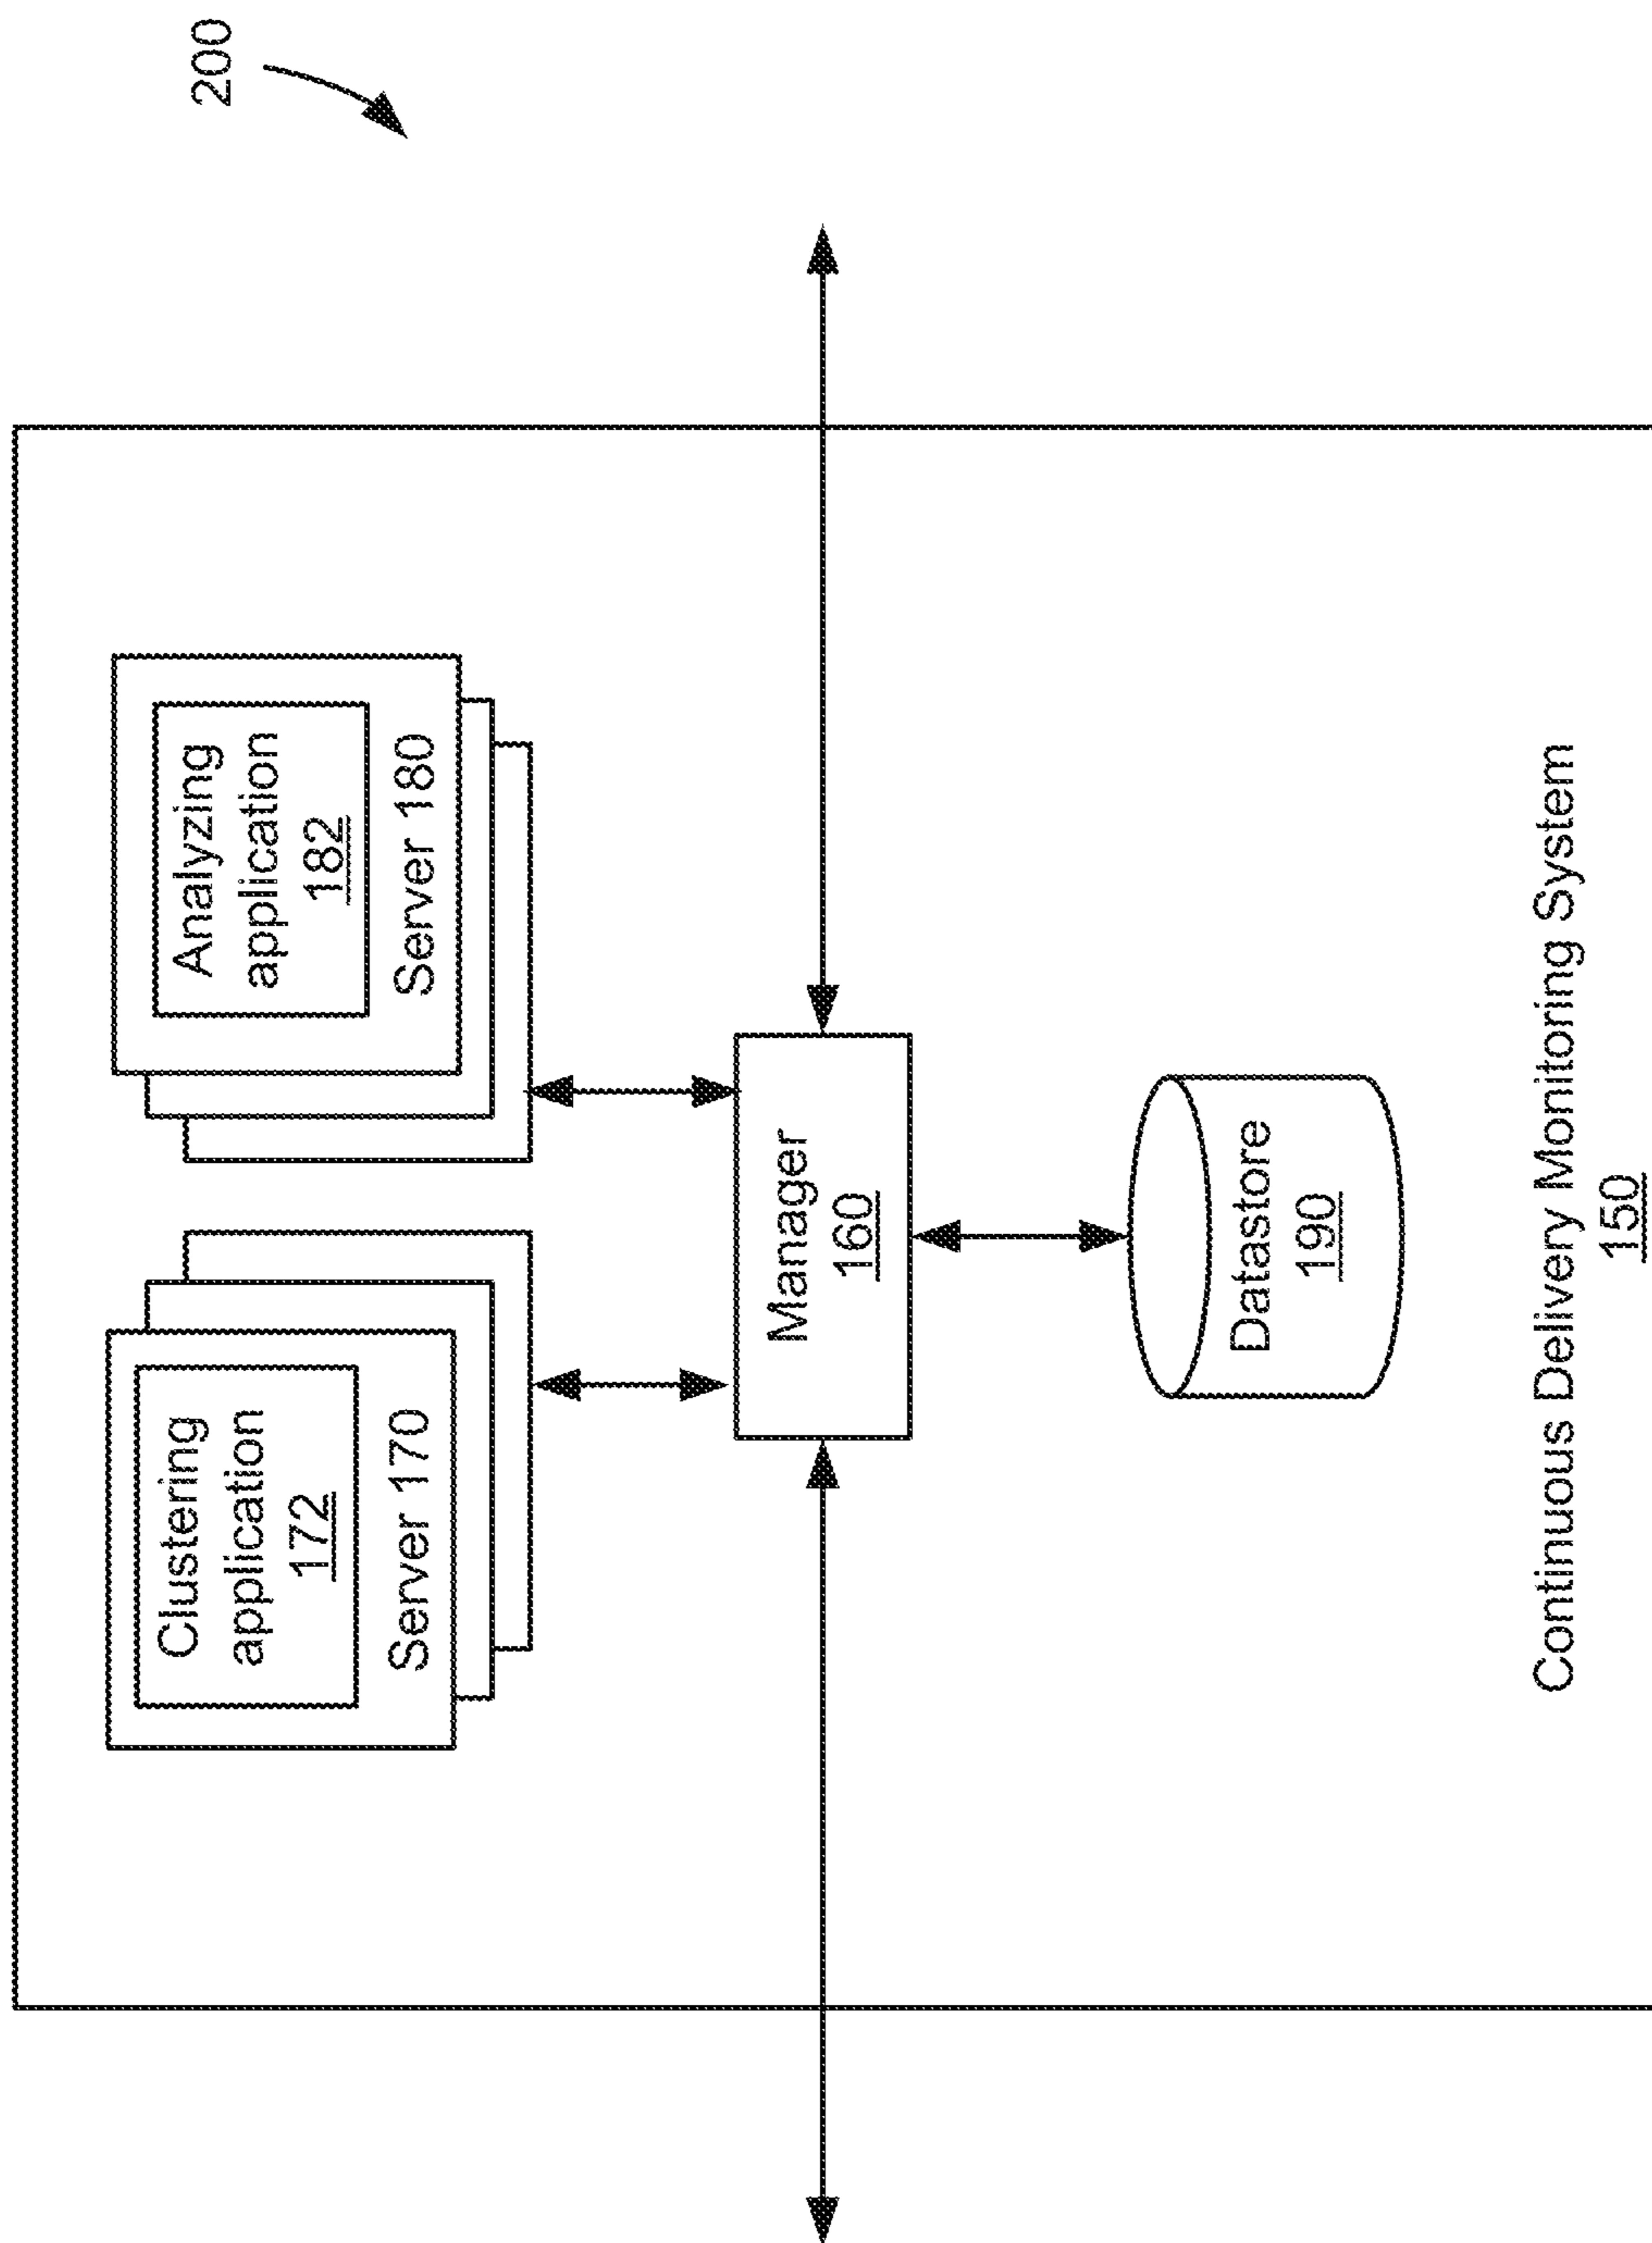 200
Clustering
application
172
Server 170
Analyzing
application
182
Server 180
Manager
160
Datastore
190
Continuous Delivery Monitoring System
150